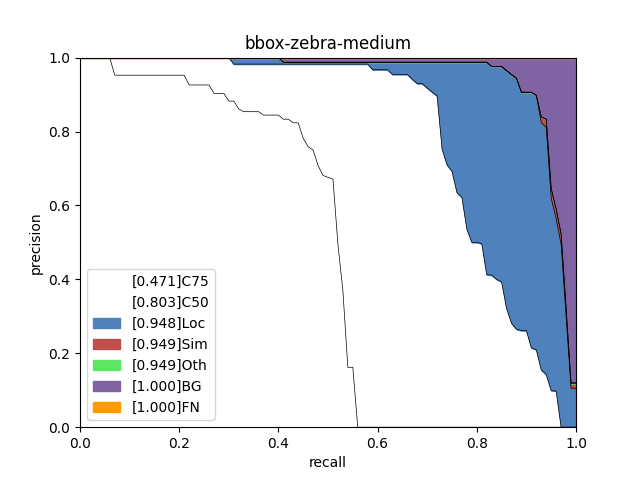 bbox-zebra-medium
precision
1.0
0.8
0.6
0.4
0.2
0.0
[0.471]C75
[0.803]C50
[0.948]Loc
[0.949]Sim
[0.949]Oth
[1.000]BG
[1.000]FN
0.0 0.2 0.4 0.6 0.8 1.0
recall